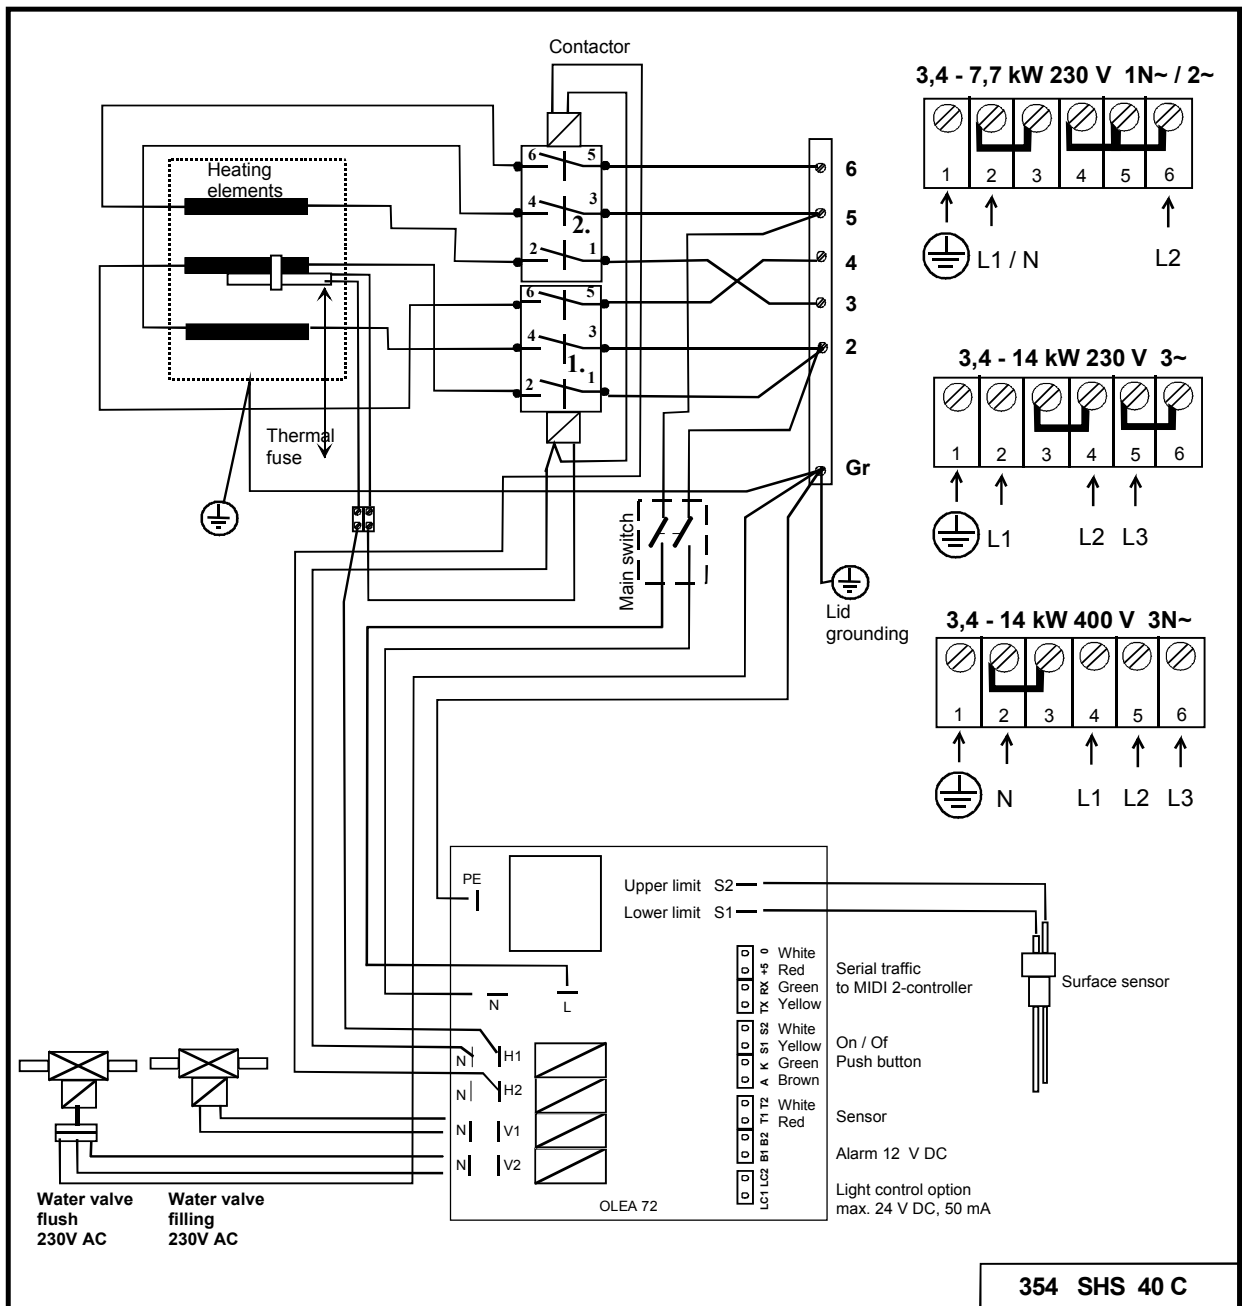 Contactor
3,4 - 7,7 kW 230 V 1N~ / 2~
1 2 3 4 5 6
L1 / N L2
Heating
elements
6 5
4 3
2.
2 1
6 5
4 3
1.
2 1
6
5
4
3
2
Gr
3,4 - 14 kW 230 V 3~
1 2 3 4 5 6
L1 L2 L3
Thermal
fuse
Main switch
Lid
grounding
3,4 - 14 kW 400 V 3N~
1 2 3 4 5 6
N L1 L2 L3
PE
Upper limit S2
Lower limit S1
N L
0 White
+5 Red
RX Green
TX Yellow
Serial traffic
to MIDI 2-controller
Surface sensor
S2 White
S1 Yellow
K Green
A Brown
On / Of
Push button
N H1
N H2
N V1
N V2
T2 White
T1 Red
Sensor
B2
B1
Alarm 12 V DC
LC2
LC1
Light control option
max. 24 V DC, 50 mA
OLEA 72
Water valve
flush
230V AC
Water valve
filling
230V AC
354 SHS 40 C